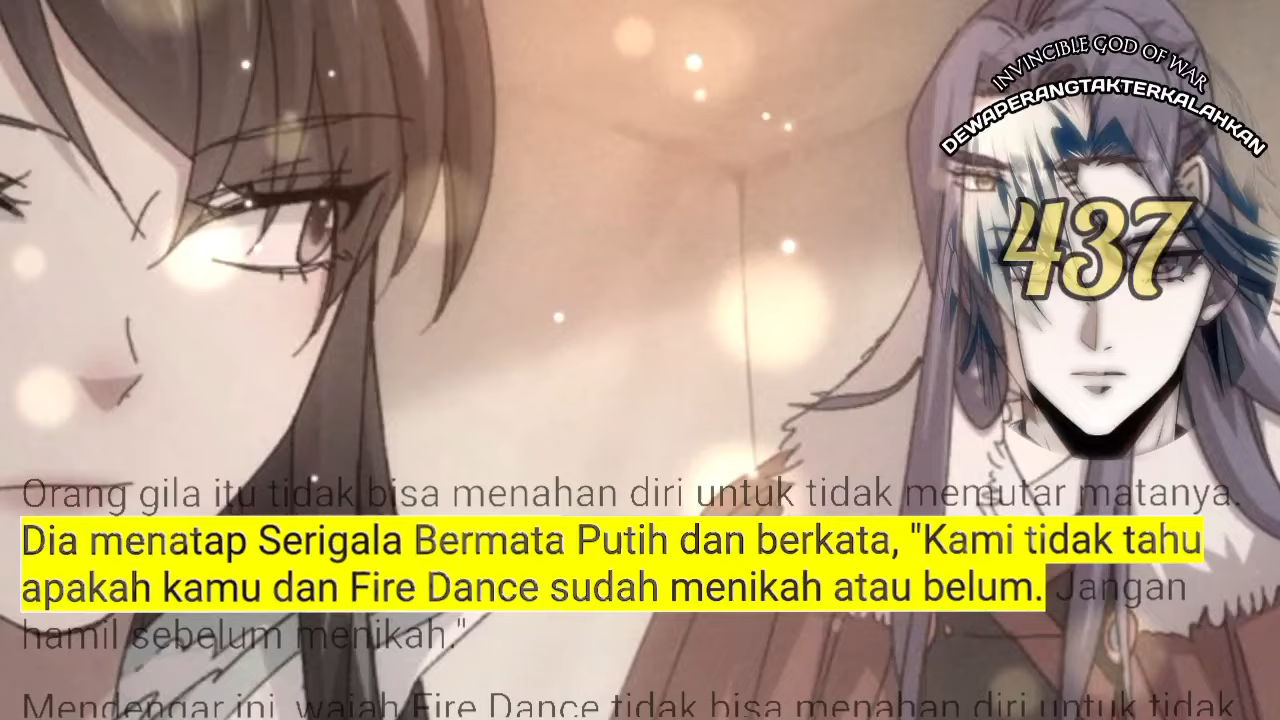 INVINCIBLE GOD OF WAR
DEWAPERANGTAKTERKALAHKAN
437
Orang gila itu tidak bisa menahan diri untuk tidak memutar matanya.
Dia menatap Serigala Bermata Putih dan berkata, "Kami tidak tahu
apakah kamu dan Fire Dance sudah menikah atau belum. Jangan
hamil sebelum menikah."
Mendengar ini, wajah Fire Dance tidak bisa menahan diri untuk tidak